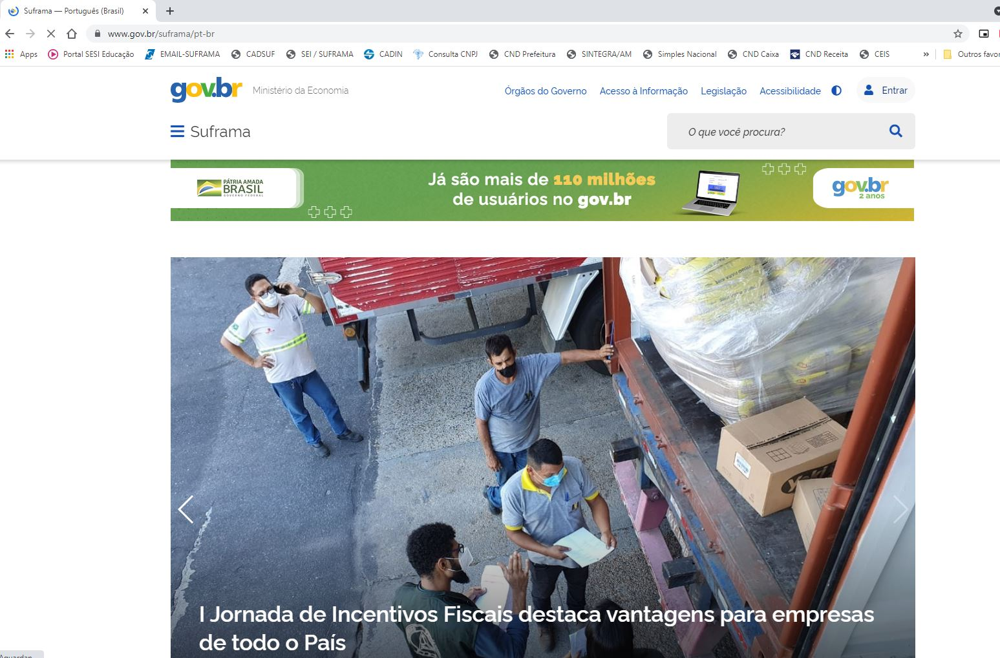 Suframa — Português (Brasil)
www.gov.br/suframa/pt-br
Apps
Portal SESI Educação
EMAIL-SUFRAMA
CADSUF
SEI / SUFRAMA
CADIN
Consulta CNPJ
CND Prefeitura
SINTEGRA/AM
Simples Nacional
CND Caixa
CND Receita
CEIS
»
Outros favor
gov.br
Ministério da Economia
Órgãos do Governo
Acesso à Informação
Legislação
Acessibilidade
Entrar
Suframa
O que você procura?
PÁTRIA AMADA
BRASIL
GOVERNO FEDERAL
Já são mais de 110 milhões
de usuários no gov.br
gov.br
2 anos
I Jornada de Incentivos Fiscais destaca vantagens para empresas
de todo o País